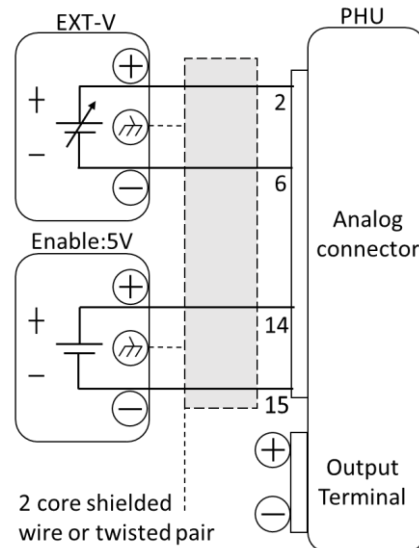 EXT-V
PHU
+
+
2
-
-
6
Analog
connector
Enable:5V
+
+
14
-
-
15
+
Output
Terminal
-
2 core shielded
wire or twisted pair